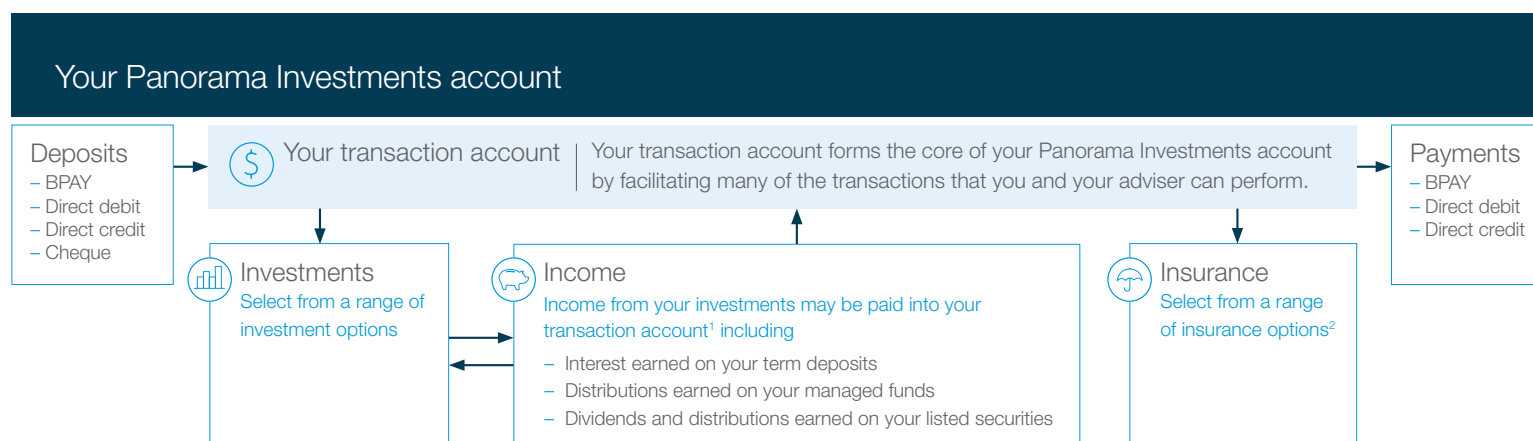 Your Panorama Investments account
Deposits
– BPAY
– Direct debit
– Direct credit
– Cheque
$
Your transaction account
Your transaction account forms the core of your Panorama Investments account
by facilitating many of the transactions that you and your adviser can perform.
Payments
– BPAY
– Direct debit
– Direct credit
Investments
Select from a range of
investment options
Income
Income from your investments may be paid into your
transaction account¹ including
– Interest earned on your term deposits
– Distributions earned on your managed funds
– Dividends and distributions earned on your listed securities
Insurance
Select from a range
of insurance options²